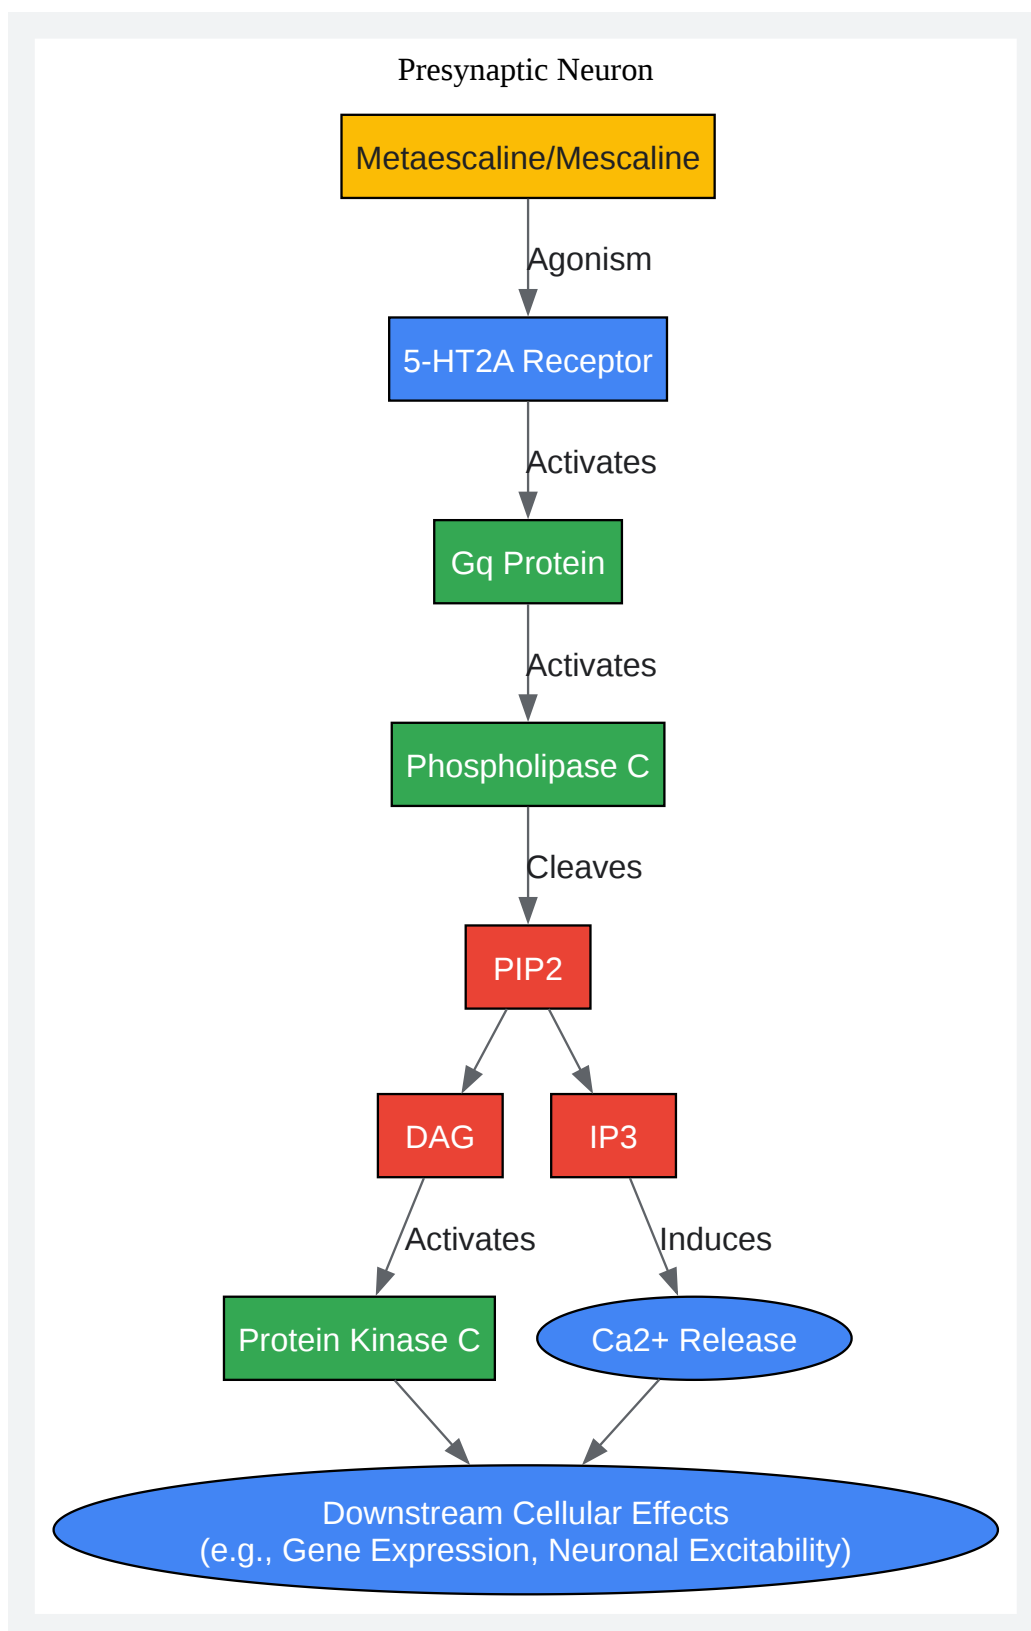 Presynaptic Neuron
Metaescaline/Mescaline
Agonism
5-HT2A Receptor
Activates
Gq Protein
Activates
Phospholipase C
Cleaves
PIP2
DAG
IP3
Activates
Induces
Protein Kinase C
Ca2+ Release
Downstream Cellular Effects
(e.g., Gene Expression, Neuronal Excitability)